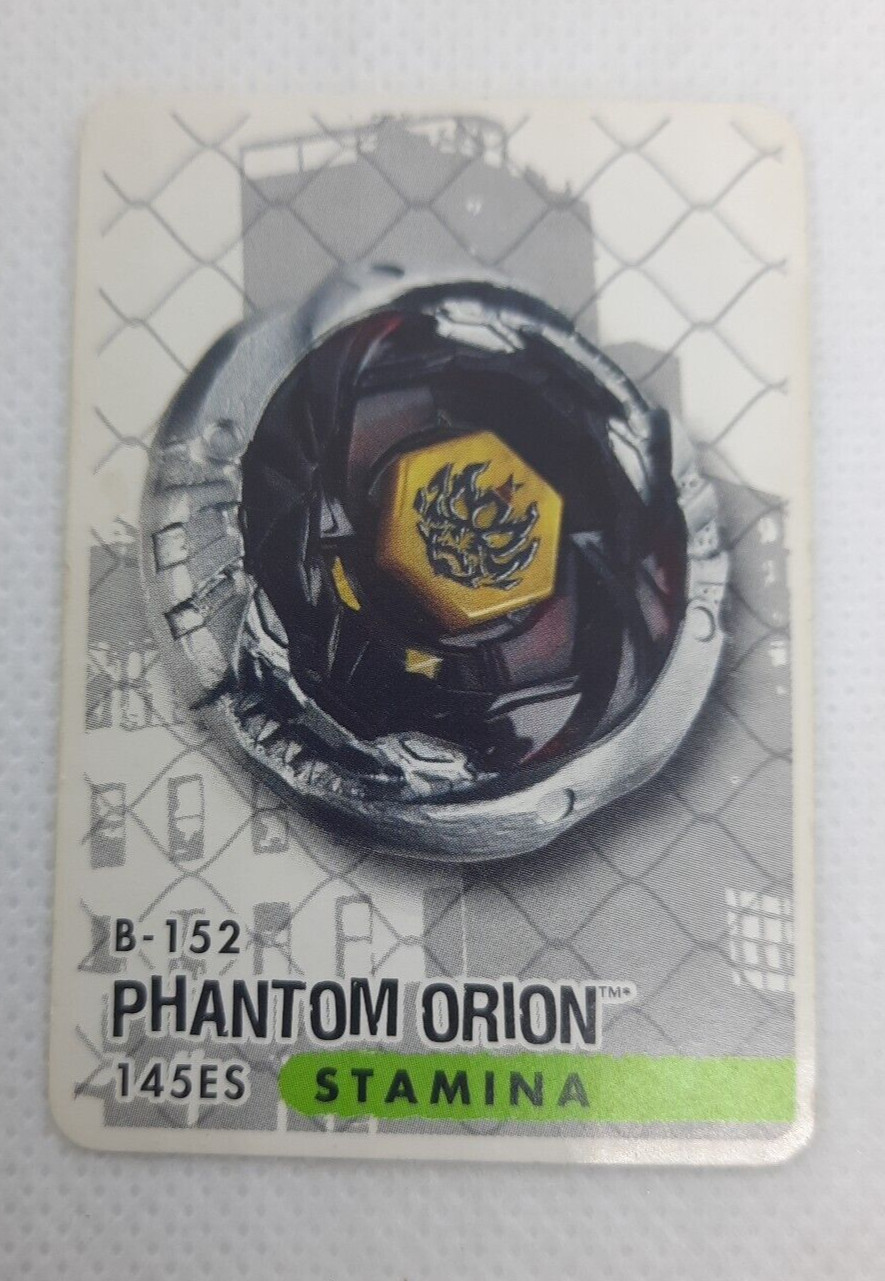 B-152
PHANTOM ORION™*
145ES STAMINA